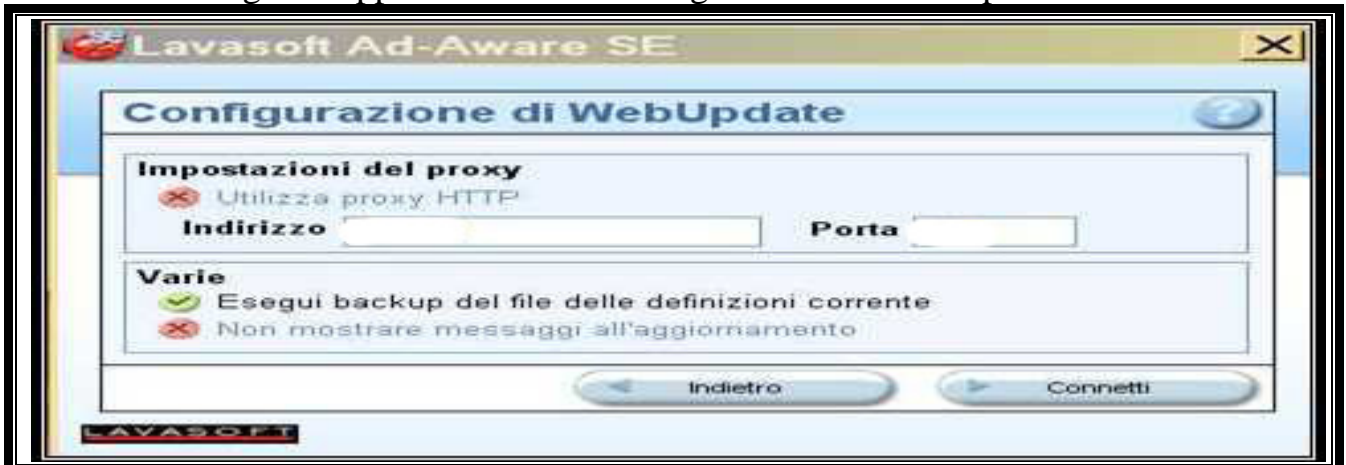 Lavasoft Ad-Aware SE
Configurazione di WebUpdate
Impostazioni del proxy
Utilizza proxy HTTP
Indirizzo Porta
Varie
Esegui backup del file delle definizioni corrente
Non mostrare messaggi all'aggiornamento
Indietro Connetti
LAVASOFT